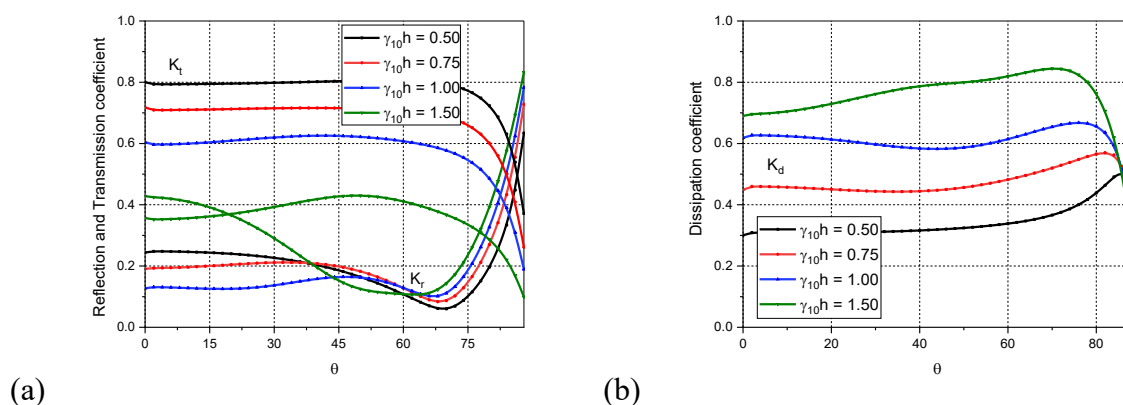 Reflection and Transmission coefficient
1.0
0.8
0.6
0.4
0.2
0.0
K_t
K_r
γ₁₀h = 0.50
γ₁₀h = 0.75
γ₁₀h = 1.00
γ₁₀h = 1.50
0 15 30 45 60 75
θ
(a)
Dissipation coefficient
1.0
0.8
0.6
0.4
0.2
0.0
K_d
γ₁₀h = 0.50
γ₁₀h = 0.75
γ₁₀h = 1.00
γ₁₀h = 1.50
0 20 40 60 80
θ
(b)